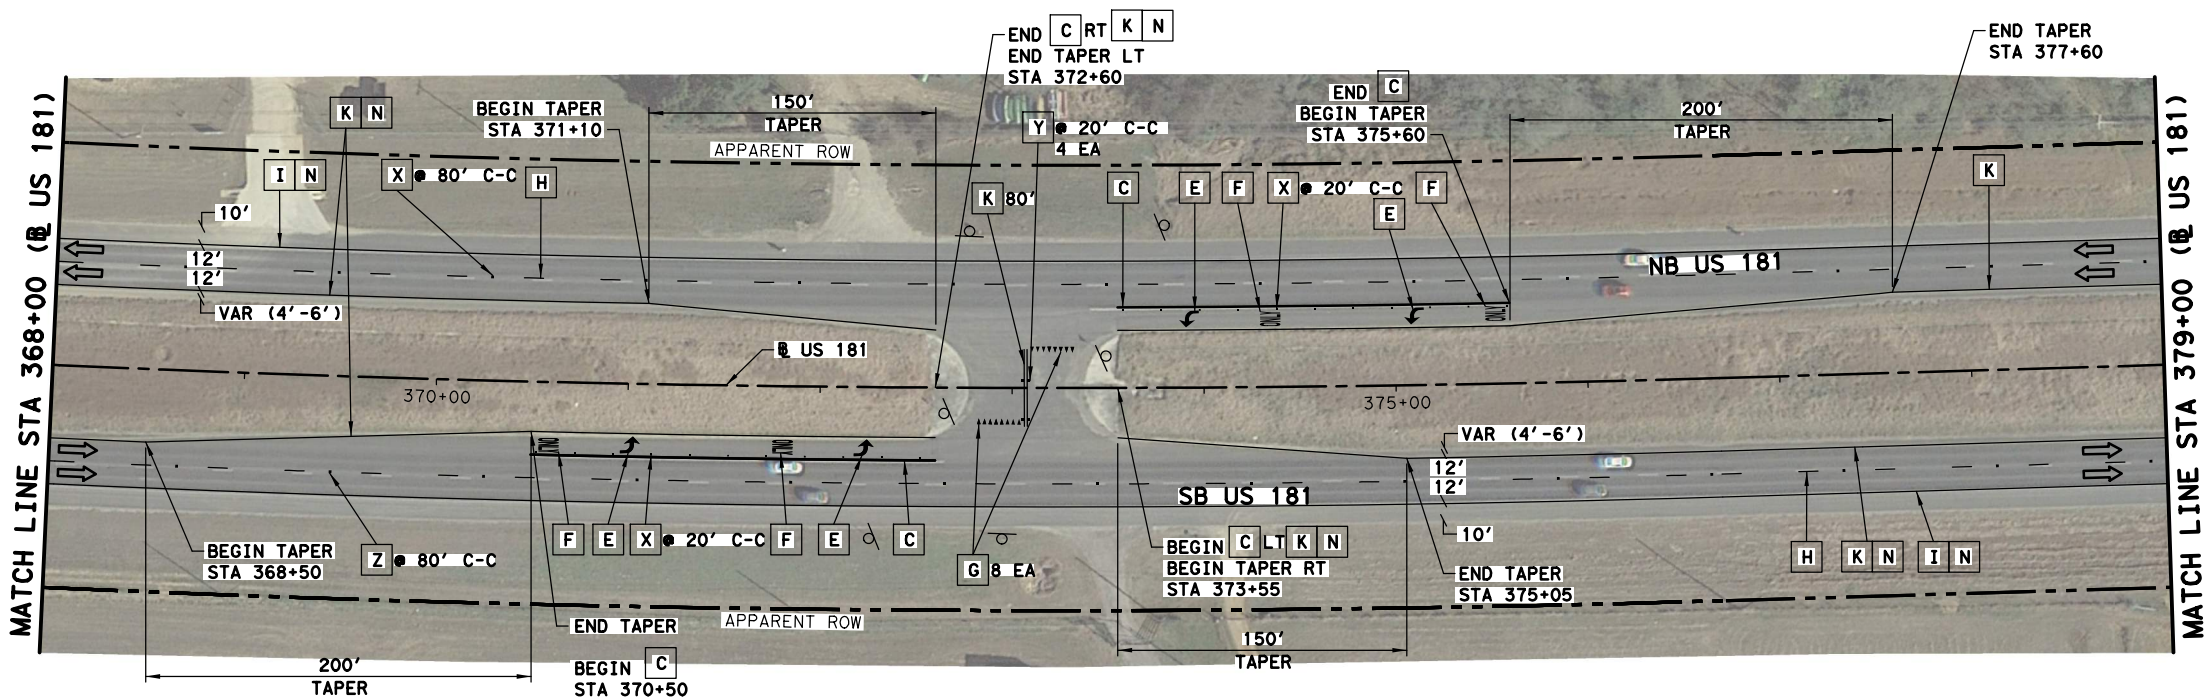 MATCH LINE STA 368+00 (BL US 181)
END C RT K N
END TAPER LT
STA 372+60
END TAPER
STA 377+60
K N
BEGIN TAPER
STA 371+10
150'
TAPER
Y @ 20' C-C
4 EA
END C
BEGIN TAPER
STA 375+60
200'
TAPER
APPARENT ROW
I N
X @ 80' C-C
H
K 80'
C
E
F
X @ 20' C-C
F
E
K
10'
12'
12'
VAR (4'-6')
NB US 181
ONLY
ONLY
BL US 181
370+00
375+00
VAR (4'-6')
12'
12'
10'
ONLY
ONLY
SB US 181
F
E
X @ 20' C-C
F
E
C
BEGIN TAPER
STA 368+50
Z @ 80' C-C
G 8 EA
BEGIN C LT K N
BEGIN TAPER RT
STA 373+55
END TAPER
STA 375+05
H
K N
I N
END TAPER
BEGIN C
STA 370+50
APPARENT ROW
200'
TAPER
150'
TAPER
MATCH LINE STA 379+00 (BL US 181)